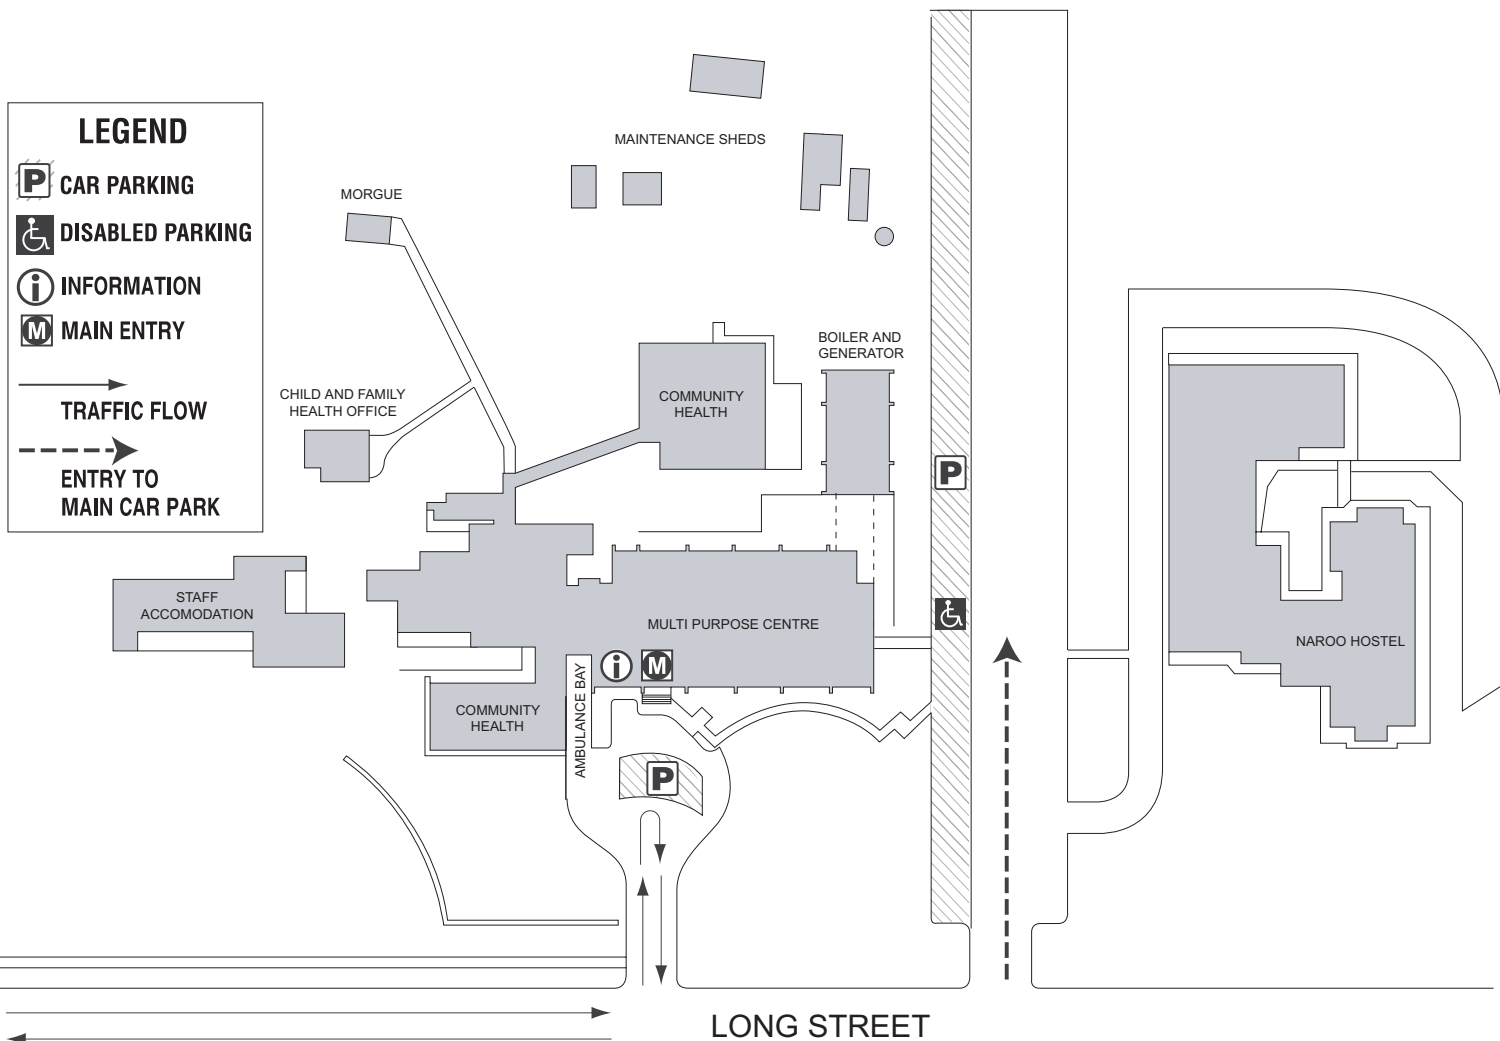 LEGEND
P CAR PARKING
DISABLED PARKING
i INFORMATION
M MAIN ENTRY
TRAFFIC FLOW
ENTRY TO
MAIN CAR PARK
MAINTENANCE SHEDS
MORGUE
BOILER AND
GENERATOR
CHILD AND FAMILY
HEALTH OFFICE
COMMUNITY
HEALTH
P
STAFF
ACCOMODATION
MULTI PURPOSE CENTRE
NAROO HOSTEL
i M
AMBULANCE BAY
COMMUNITY
HEALTH
P
LONG STREET